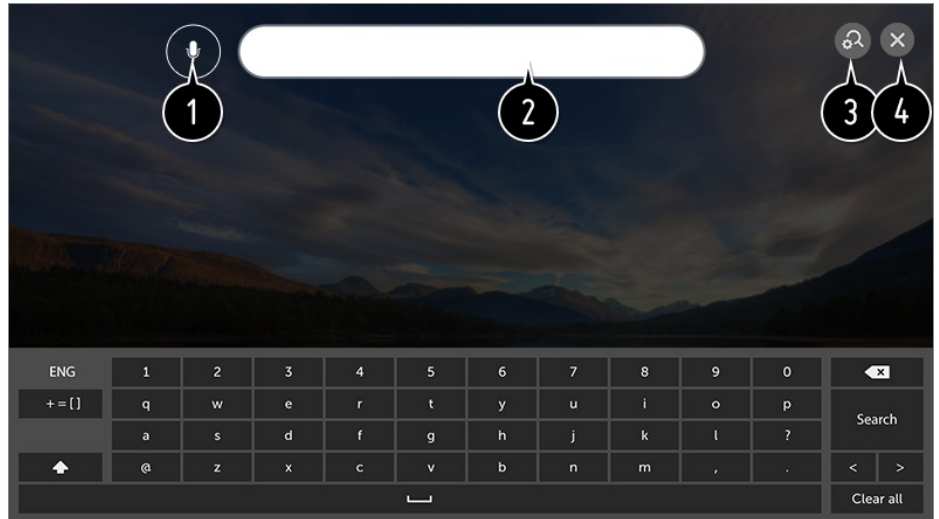 1 2 3 4
ENG 1 2 3 4 5 6 7 8 9 0
+=[] q w e r t y u i o p
Search
a s d f g h j k l ?
@ z x c v b n m , . < >
Clear all